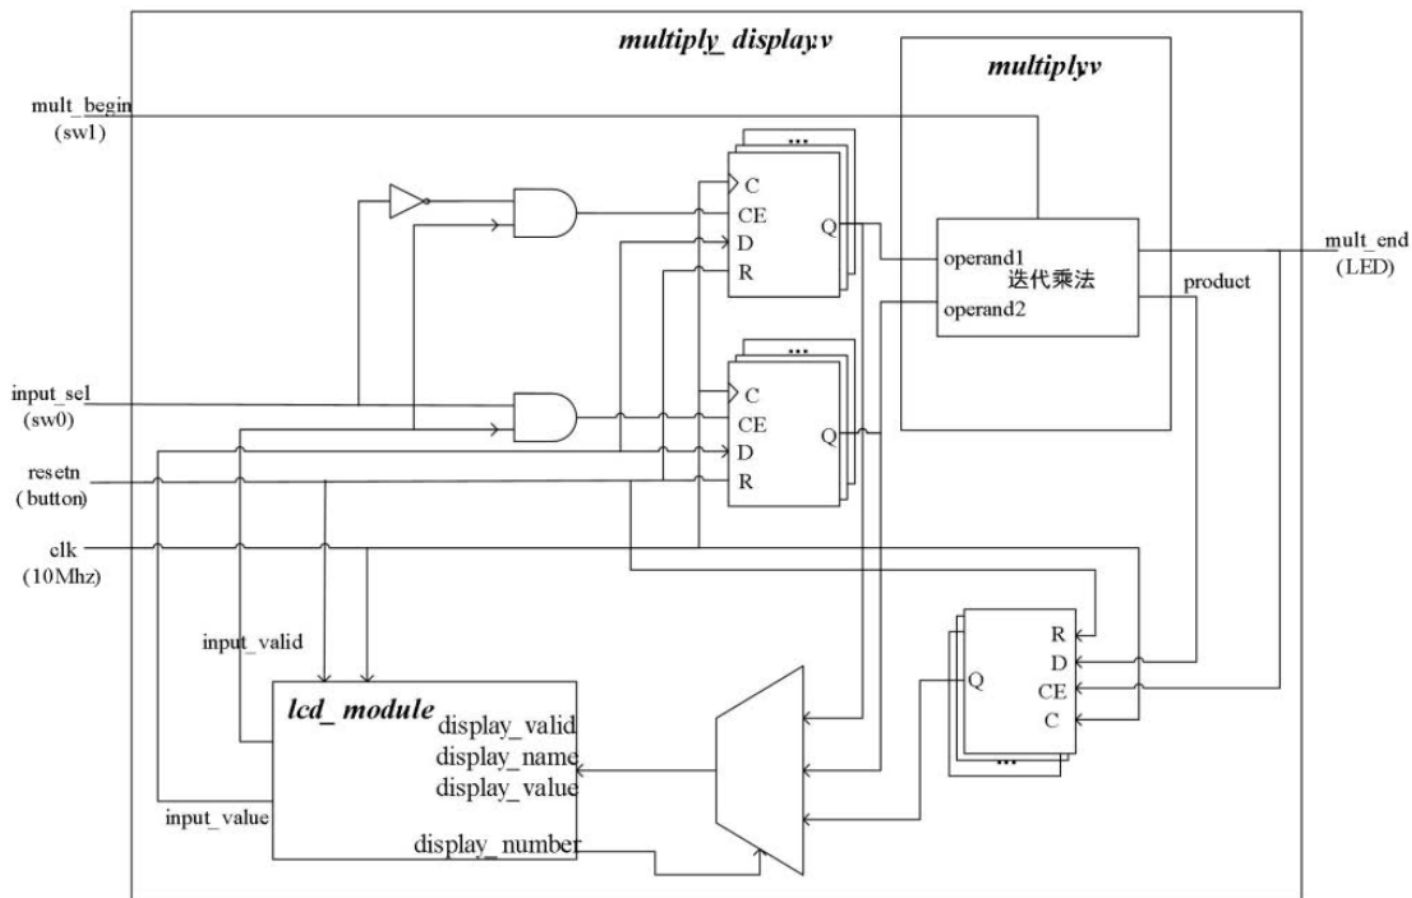 multiply_display.v
multiply.v
mult_begin
(sw1)
...
C
CE
D
R
Q
operand1
迭代乘法
operand2
mult_end
(LED)
product
input_sel
(sw0)
...
C
CE
D
R
Q
resetn
(button)
clk
(10Mhz)
input_valid
R
D
CE
C
Q
...
lcd_module
display_valid
display_name
display_value
display_number
input_value